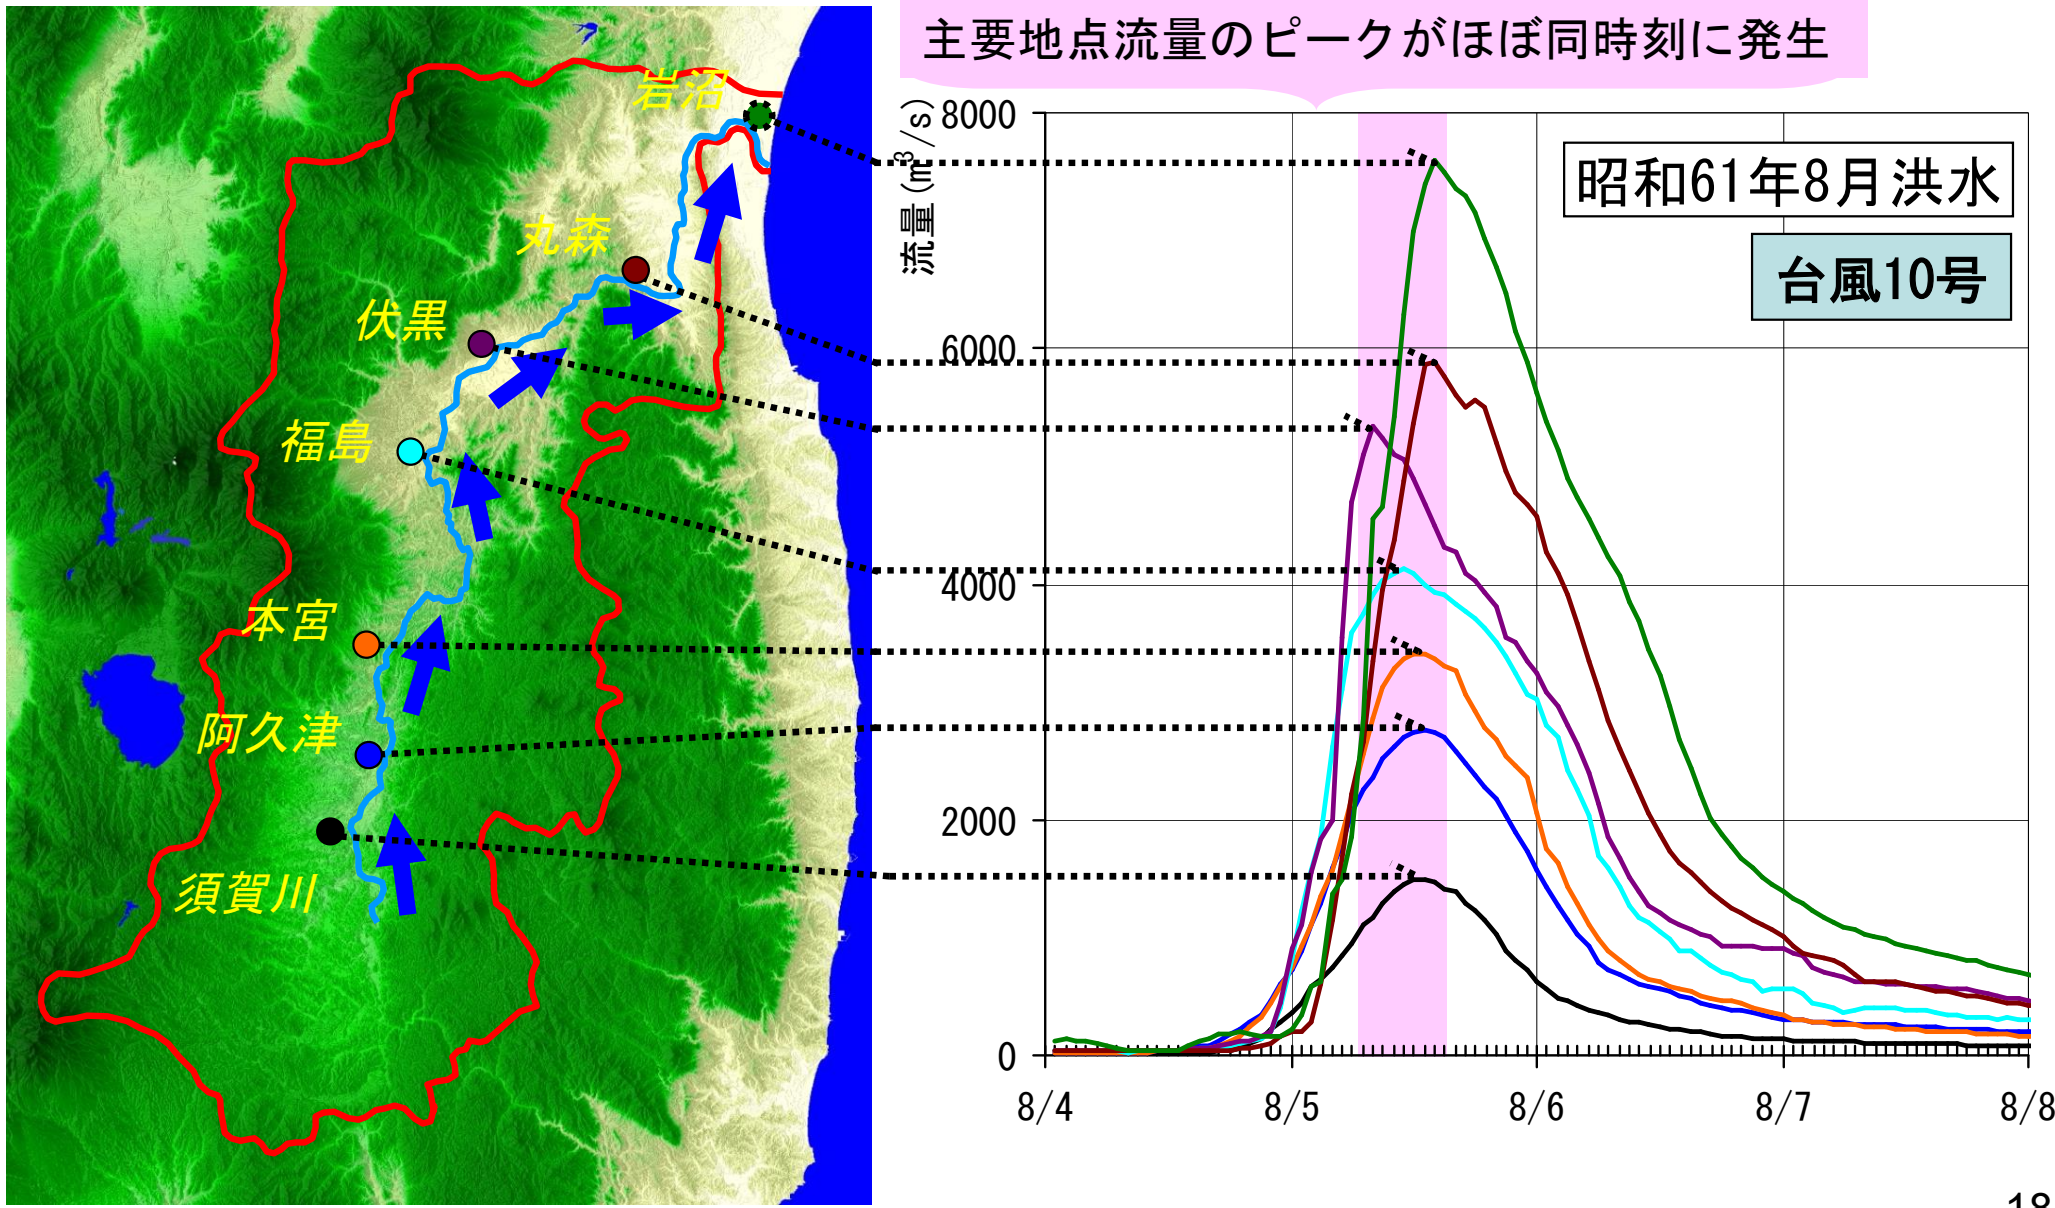 主要地点流量のピークがほぼ同時刻に発生
岩沼
丸森
伏黒
福島
本宮
阿久津
須賀川
流量(m³/s)
8000
6000
4000
2000
0
昭和61年8月洪水
台風10号
8/4 8/5 8/6 8/7 8/8
18